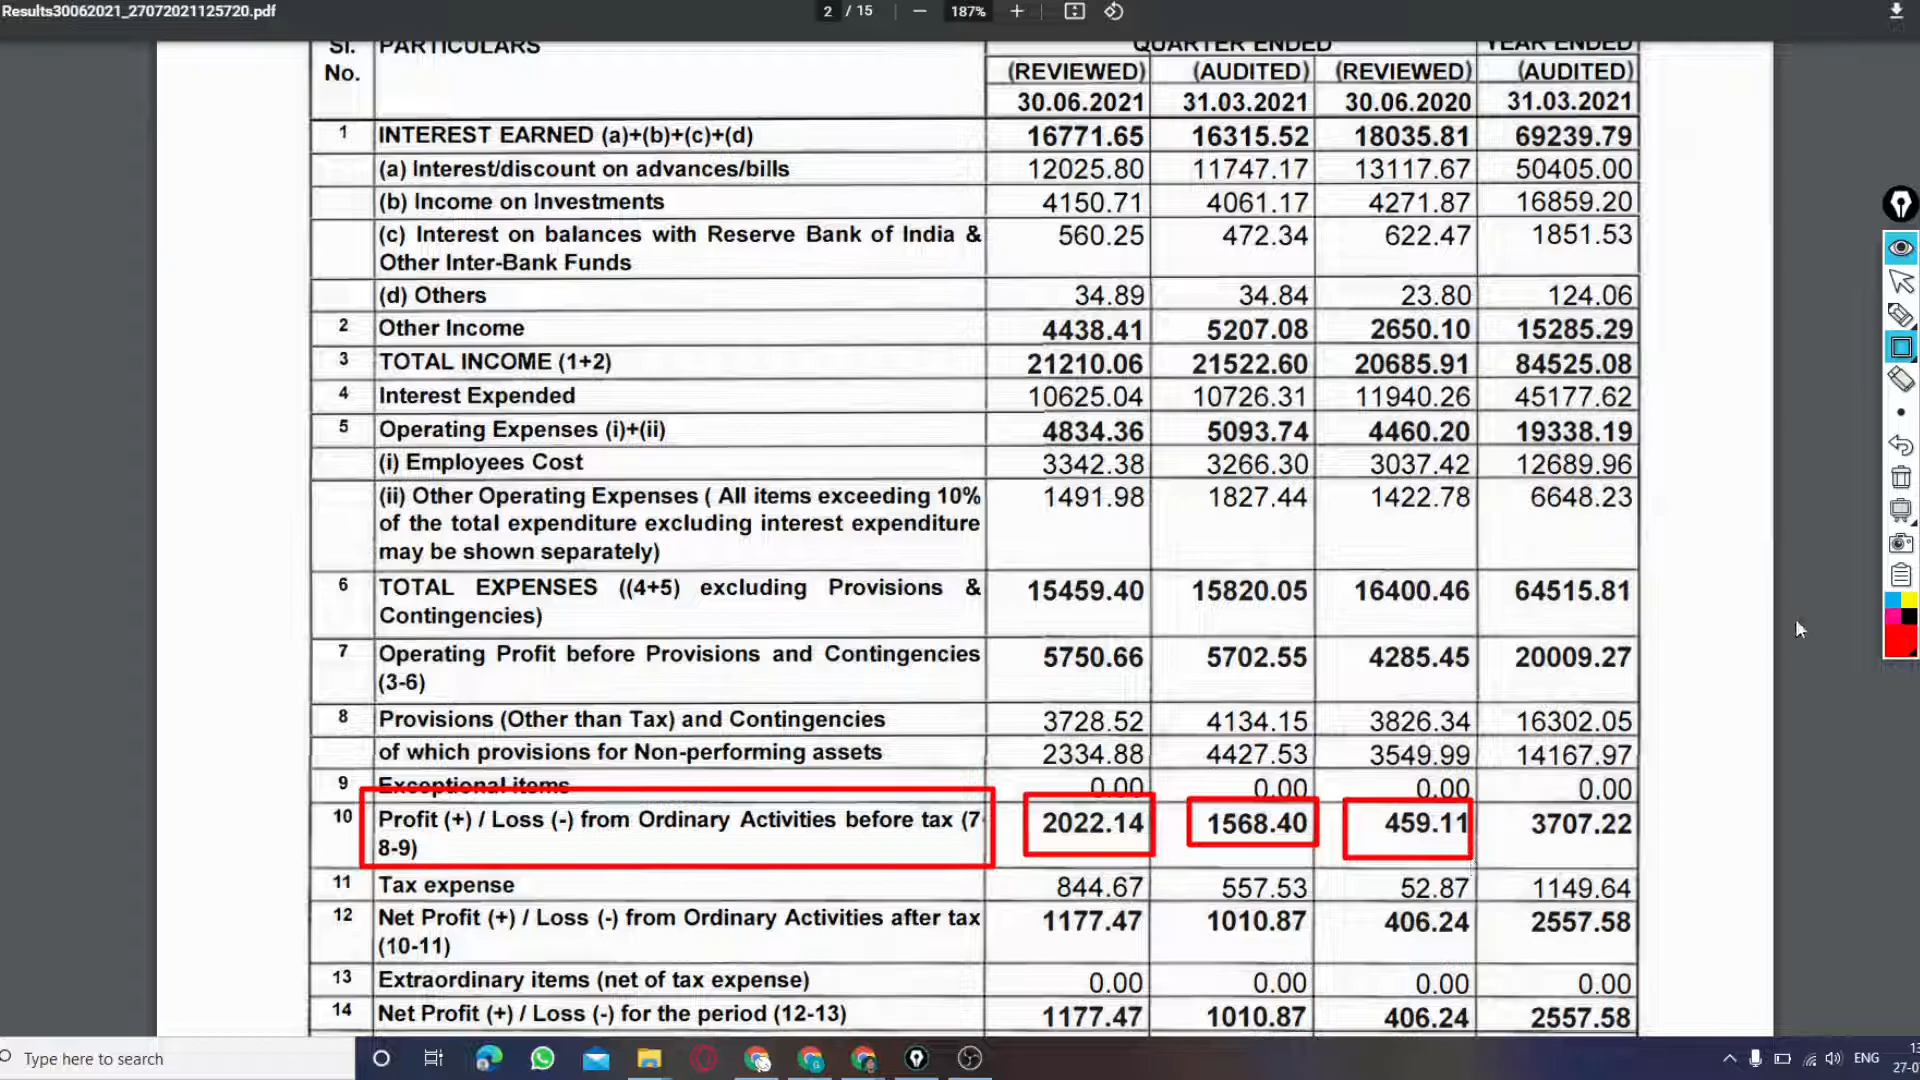 Results30062021_27072021125720.pdf 2 / 15 187%
Sl. PARTICULARS QUARTER ENDED YEAR ENDED
No. (REVIEWED) (AUDITED) (REVIEWED) (AUDITED)
30.06.2021 31.03.2021 30.06.2020 31.03.2021
1 INTEREST EARNED (a)+(b)+(c)+(d) 16771.65 16315.52 18035.81 69239.79
(a) Interest/discount on advances/bills 12025.80 11747.17 13117.67 50405.00
(b) Income on Investments 4150.71 4061.17 4271.87 16859.20
(c) Interest on balances with Reserve Bank of India & 560.25 472.34 622.47 1851.53
Other Inter-Bank Funds
(d) Others 34.89 34.84 23.80 124.06
2 Other Income 4438.41 5207.08 2650.10 15285.29
3 TOTAL INCOME (1+2) 21210.06 21522.60 20685.91 84525.08
4 Interest Expended 10625.04 10726.31 11940.26 45177.62
5 Operating Expenses (i)+(ii) 4834.36 5093.74 4460.20 19338.19
(i) Employees Cost 3342.38 3266.30 3037.42 12689.96
(ii) Other Operating Expenses ( All items exceeding 10% 1491.98 1827.44 1422.78 6648.23
of the total expenditure excluding interest expenditure
may be shown separately)
6 TOTAL EXPENSES ((4+5) excluding Provisions & 15459.40 15820.05 16400.46 64515.81
Contingencies)
7 Operating Profit before Provisions and Contingencies 5750.66 5702.55 4285.45 20009.27
(3-6)
8 Provisions (Other than Tax) and Contingencies 3728.52 4134.15 3826.34 16302.05
of which provisions for Non-performing assets 2334.88 4427.53 3549.99 14167.97
9 Exceptional items 0.00 0.00 0.00 0.00
10 Profit (+) / Loss (-) from Ordinary Activities before tax (7- 2022.14 1568.40 459.11 3707.22
8-9)
11 Tax expense 844.67 557.53 52.87 1149.64
12 Net Profit (+) / Loss (-) from Ordinary Activities after tax 1177.47 1010.87 406.24 2557.58
(10-11)
13 Extraordinary items (net of tax expense) 0.00 0.00 0.00 0.00
14 Net Profit (+) / Loss (-) for the period (12-13) 1177.47 1010.87 406.24 2557.58
Type here to search ENG